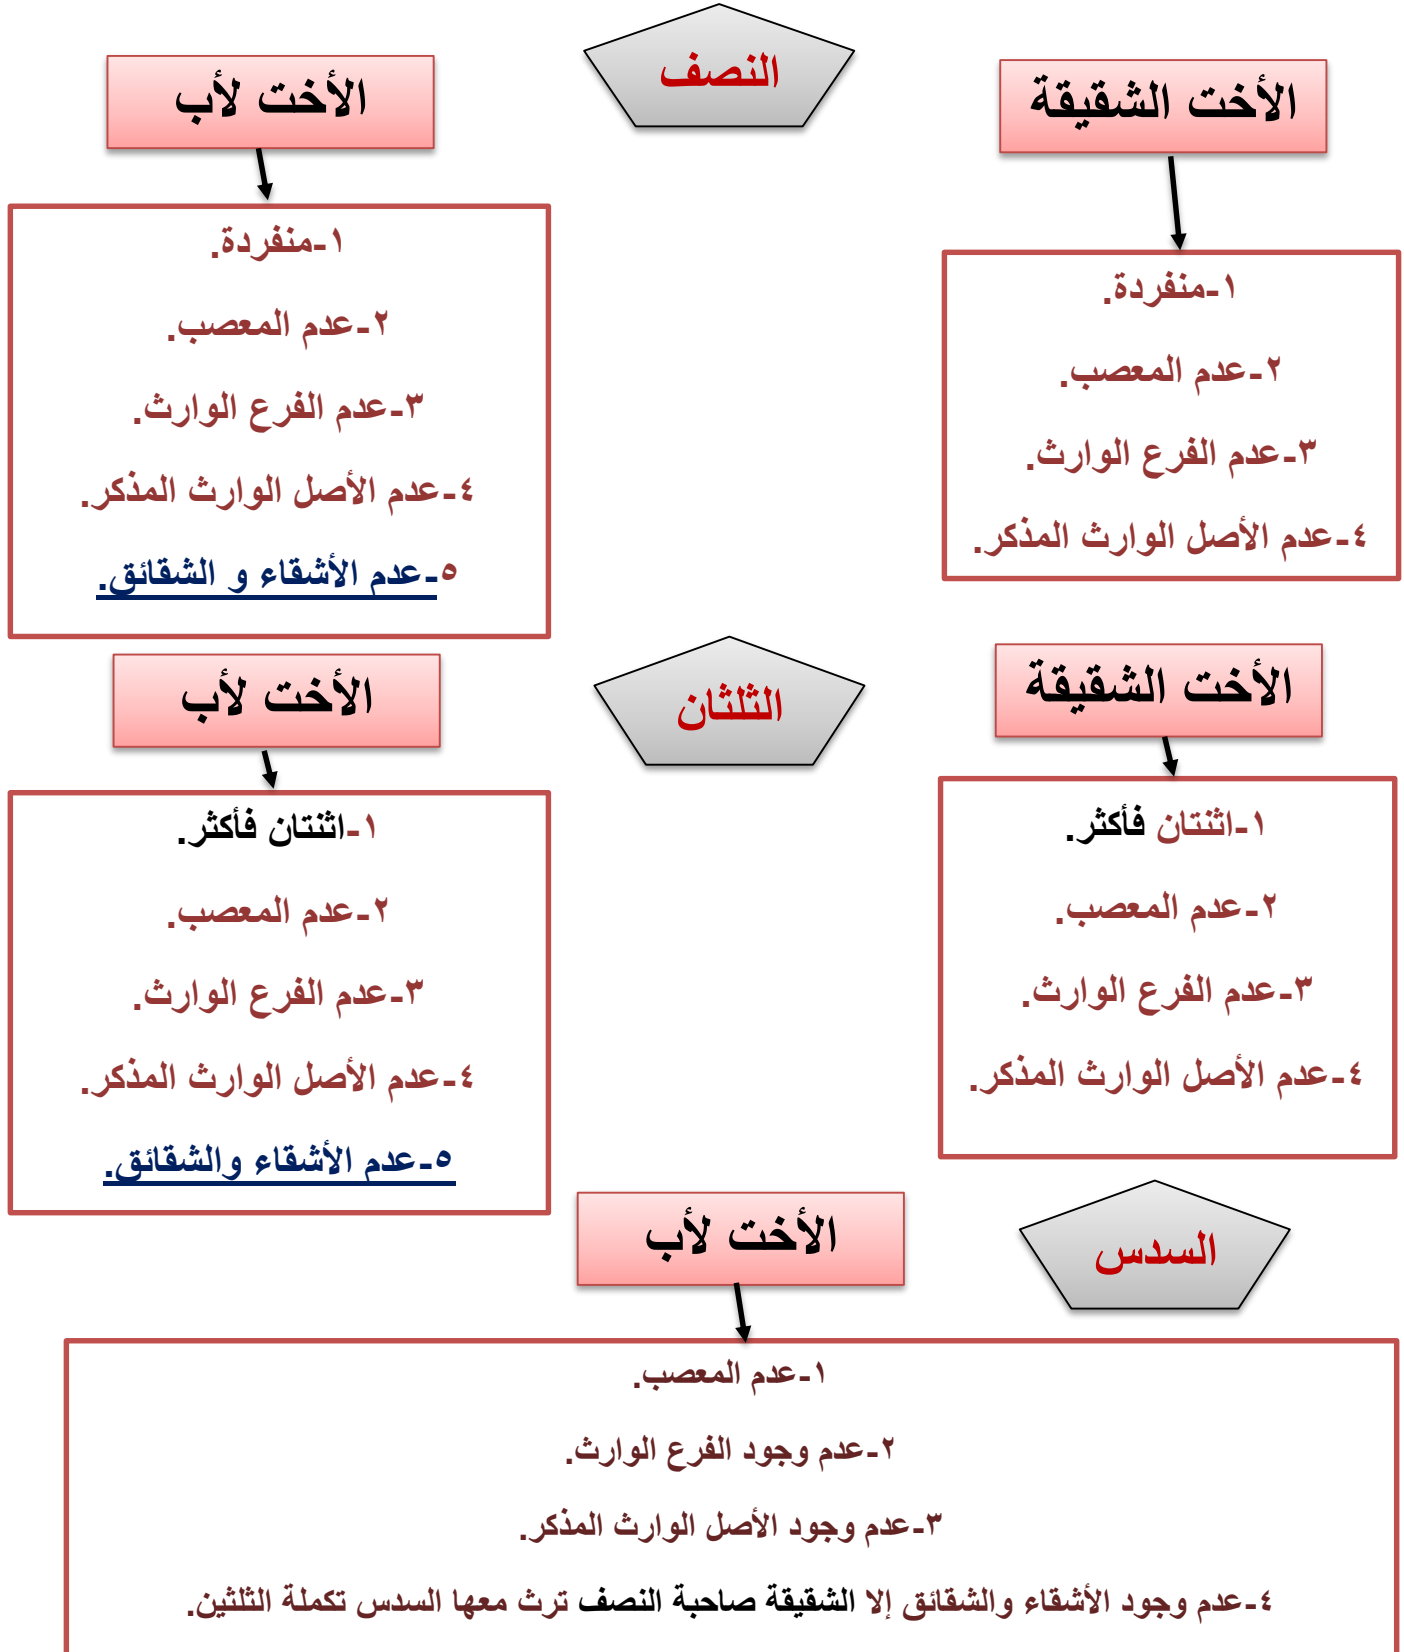 النصف
الأخت الشقيقة
الأخت لأب
١-منفردة.
٢-عدم المعصب.
٣-عدم الفرع الوارث.
٤-عدم الأصل الوارث المذكر.
١-منفردة.
٢-عدم المعصب.
٣-عدم الفرع الوارث.
٤-عدم الأصل الوارث المذكر.
٥-عدم الأشقاء و الشقائق.
الثلثان
الأخت الشقيقة
الأخت لأب
١-اثنتان فأكثر.
٢-عدم المعصب.
٣-عدم الفرع الوارث.
٤-عدم الأصل الوارث المذكر.
١-اثنتان فأكثر.
٢-عدم المعصب.
٣-عدم الفرع الوارث.
٤-عدم الأصل الوارث المذكر.
٥-عدم الأشقاء والشقائق.
السدس
الأخت لأب
١-عدم المعصب.
٢-عدم وجود الفرع الوارث.
٣-عدم وجود الأصل الوارث المذكر.
٤-عدم وجود الأشقاء والشقائق إلا الشقيقة صاحبة النصف ترث معها السدس تكملة الثلثين.